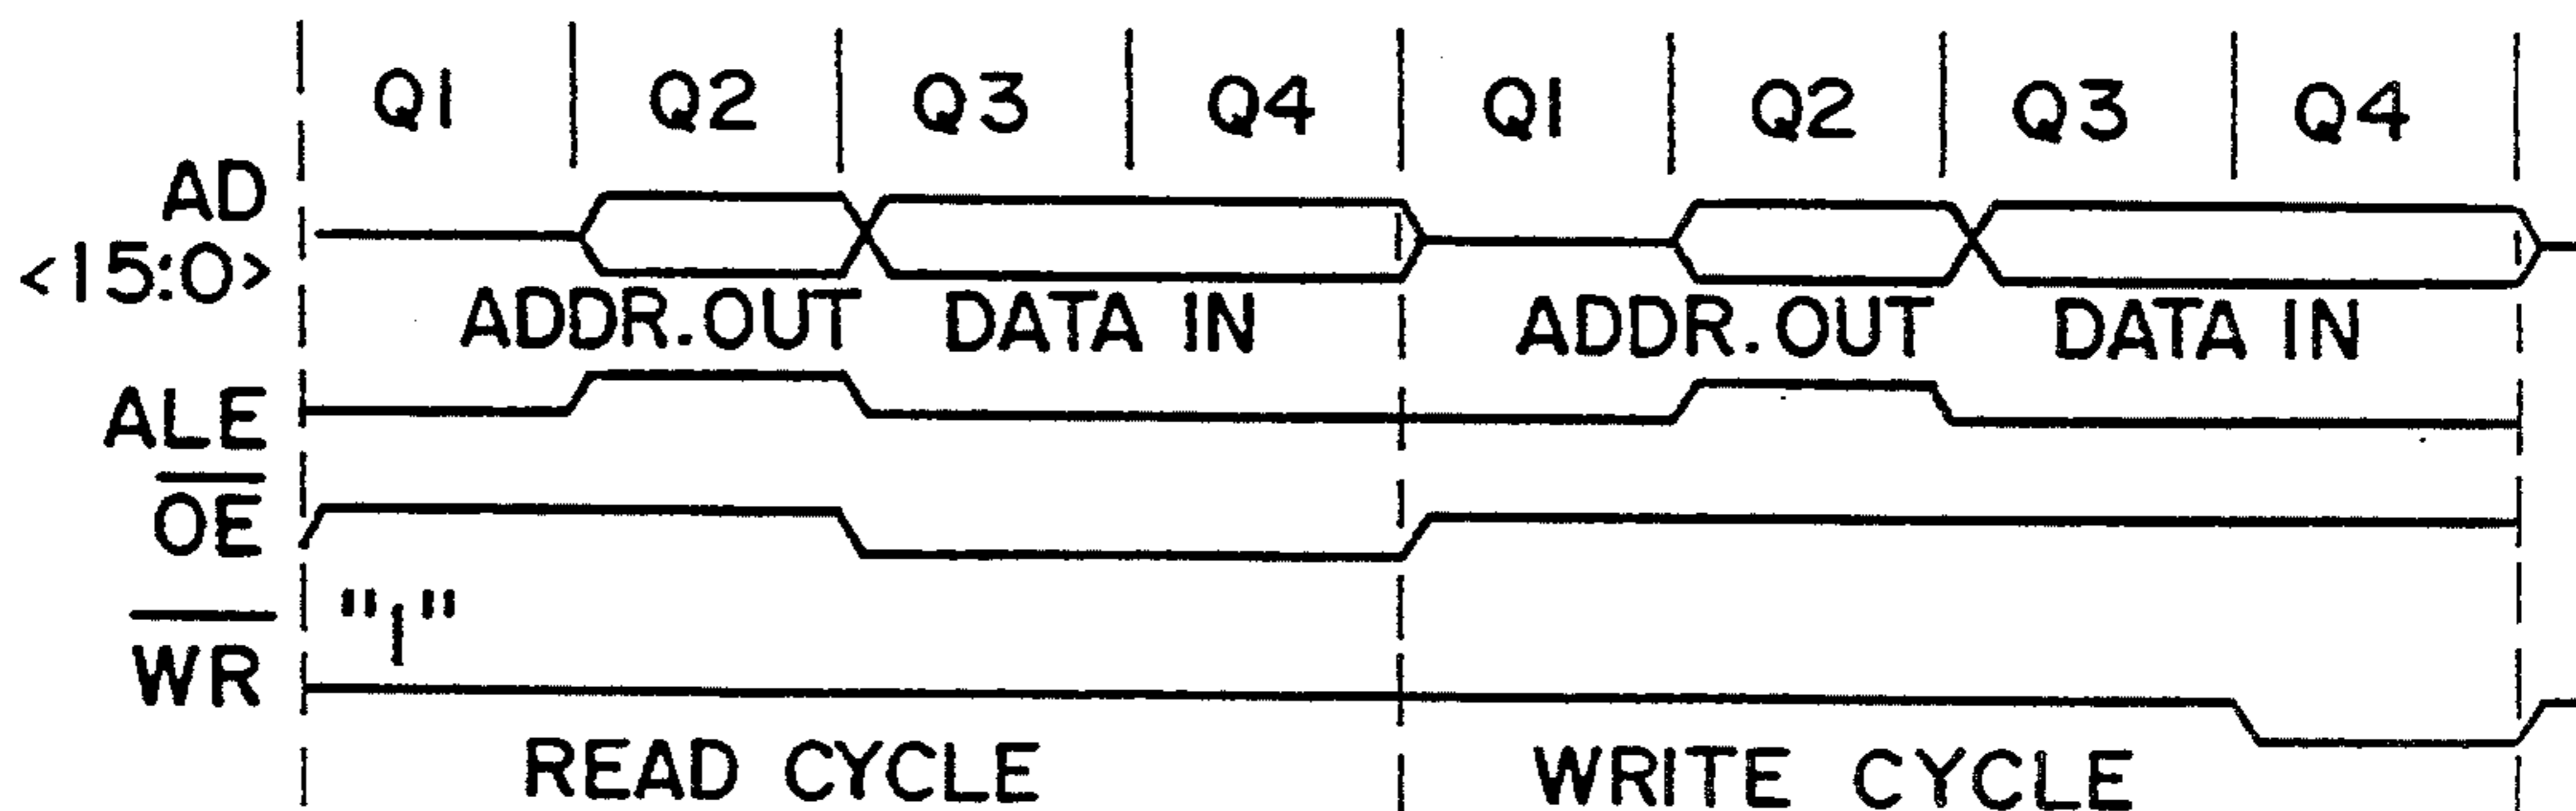 Q1 Q2 Q3 Q4 Q1 Q2 Q3 Q4
AD
<15:0>
ADDR.OUT DATA IN ADDR.OUT DATA IN
ALE
OE
"1"
WR
READ CYCLE WRITE CYCLE